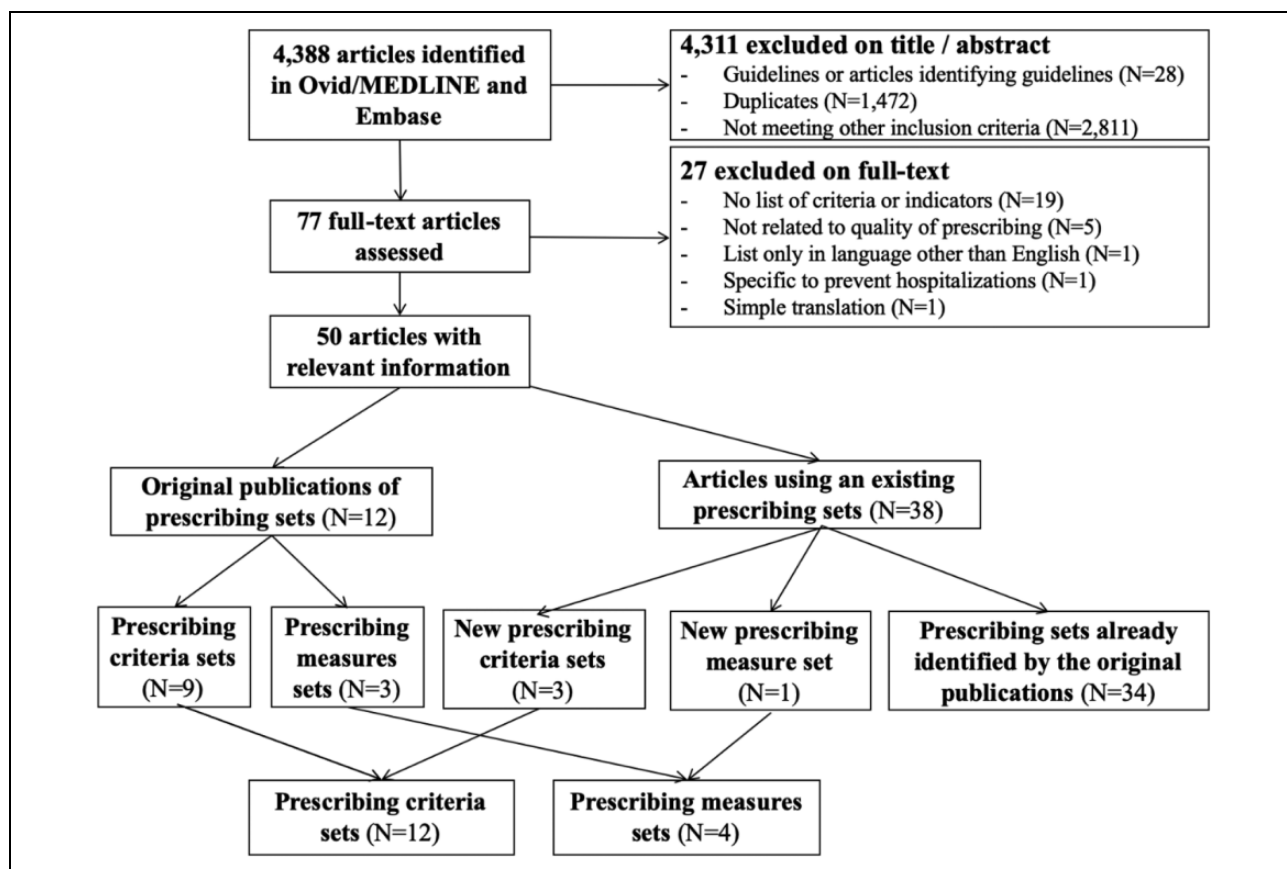 4,388 articles identified
in Ovid/MEDLINE and
Embase
4,311 excluded on title / abstract
- Guidelines or articles identifying guidelines (N=28)
- Duplicates (N=1,472)
- Not meeting other inclusion criteria (N=2,811)
27 excluded on full-text
- No list of criteria or indicators (N=19)
- Not related to quality of prescribing (N=5)
- List only in language other than English (N=1)
- Specific to prevent hospitalizations (N=1)
- Simple translation (N=1)
77 full-text articles
assessed
50 articles with
relevant information
Original publications of
prescribing sets (N=12)
Articles using an existing
prescribing sets (N=38)
Prescribing
criteria sets
(N=9)
Prescribing
measures
sets (N=3)
New prescribing
criteria sets
(N=3)
New prescribing
measure set
(N=1)
Prescribing sets already
identified by the original
publications (N=34)
Prescribing criteria
sets (N=12)
Prescribing measures
sets (N=4)